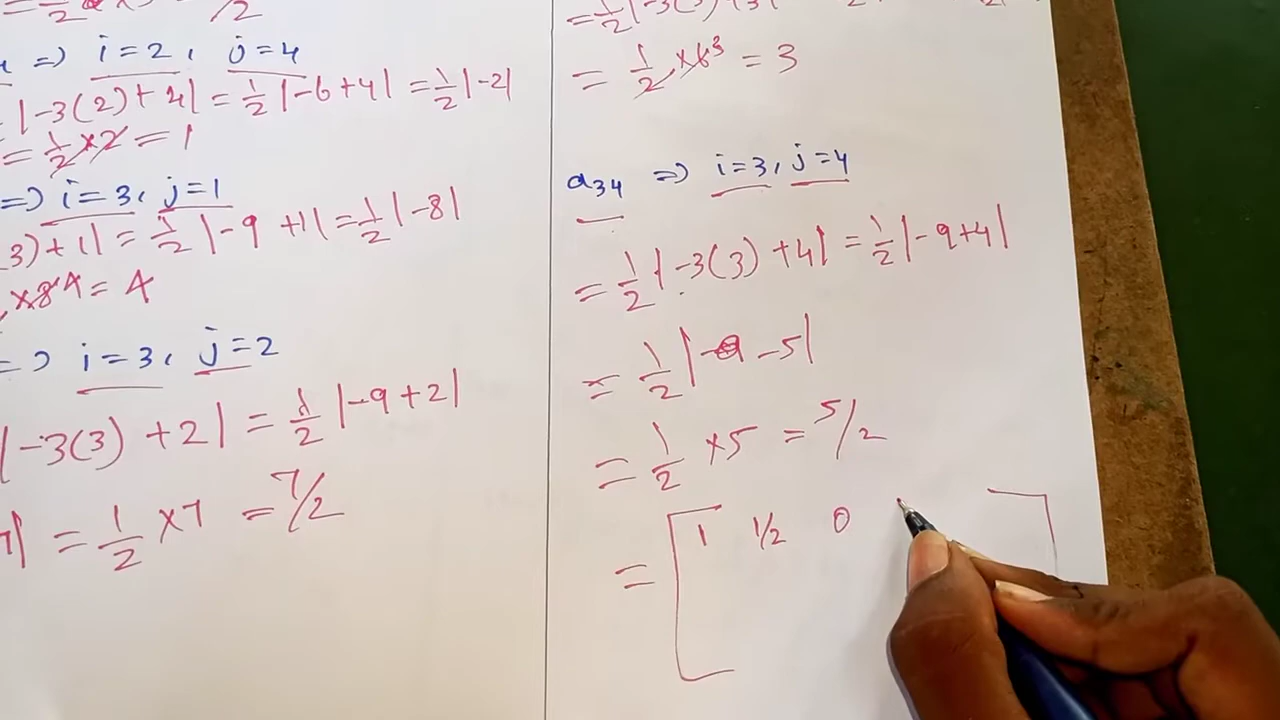 => i=2, j=4
|-3(2)+4| = 1/2 |-6+4| = 1/2 |-2|
= 1/2 ×2 = 1
=> i=3, j=1
3)+1| = 1/2 |-9 +1| = 1/2 |-8|
×8 4 = 4
=> i=3, j=2
|-3(3) +2| = 1/2 |-9+2|
= 1/2 ×7 = 7/2
= 1/2 ×6 3 = 3
a34 => i=3, j=4
= 1/2 |-3(3) +4| = 1/2 |-9+4|
= 1/2 |-5|
= 1/2 ×5 = 5/2
= [ 1 1/2 0 ]